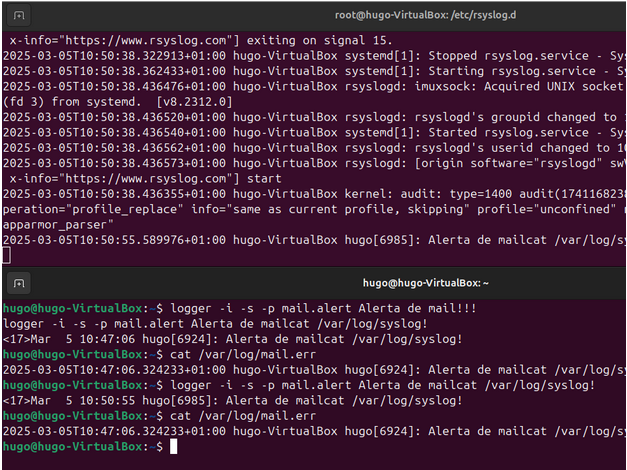 root@hugo-VirtualBox: /etc/rsyslog.d
x-info="https://www.rsyslog.com"] exiting on signal 15.
2025-03-05T10:50:38.322913+01:00 hugo-VirtualBox systemd[1]: Stopped rsyslog.service - Sys
2025-03-05T10:50:38.362433+01:00 hugo-VirtualBox systemd[1]: Starting rsyslog.service - Sy
2025-03-05T10:50:38.436476+01:00 hugo-VirtualBox rsyslogd: imuxsock: Acquired UNIX socket
(fd 3) from systemd.  [v8.2312.0]
2025-03-05T10:50:38.436520+01:00 hugo-VirtualBox rsyslogd: rsyslogd's groupid changed to
2025-03-05T10:50:38.436540+01:00 hugo-VirtualBox systemd[1]: Started rsyslog.service - Sys
2025-03-05T10:50:38.436562+01:00 hugo-VirtualBox rsyslogd: rsyslogd's userid changed to 10
2025-03-05T10:50:38.436573+01:00 hugo-VirtualBox rsyslogd: [origin software="rsyslogd" swV
x-info="https://www.rsyslog.com"] start
2025-03-05T10:50:38.436355+01:00 hugo-VirtualBox kernel: audit: type=1400 audit(1741168238
peration="profile_replace" info="same as current profile, skipping" profile="unconfined" n
apparmor_parser"
2025-03-05T10:50:55.589976+01:00 hugo-VirtualBox hugo[6985]: Alerta de mailcat /var/log/sy
hugo@hugo-VirtualBox: ~
hugo@hugo-VirtualBox:~$ logger -i -s -p mail.alert Alerta de mail!!!
logger -i -s -p mail.alert Alerta de mailcat /var/log/syslog!
<17>Mar  5 10:47:06 hugo[6924]: Alerta de mailcat /var/log/syslog!
hugo@hugo-VirtualBox:~$ cat /var/log/mail.err
2025-03-05T10:47:06.324233+01:00 hugo-VirtualBox hugo[6924]: Alerta de mailcat /var/log/sy
hugo@hugo-VirtualBox:~$ logger -i -s -p mail.alert Alerta de mailcat /var/log/syslog!
<17>Mar  5 10:50:55 hugo[6985]: Alerta de mailcat /var/log/syslog!
hugo@hugo-VirtualBox:~$ cat /var/log/mail.err
2025-03-05T10:47:06.324233+01:00 hugo-VirtualBox hugo[6924]: Alerta de mailcat /var/log/sy
hugo@hugo-VirtualBox:~$